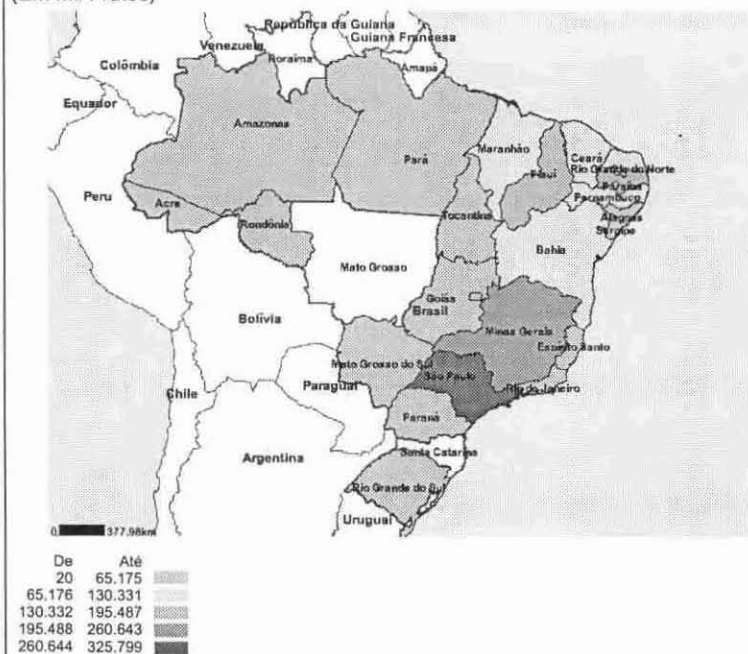 República da Guiana
Guiana Francesa
Venezuela
Roraima
Amapá
Colômbia
Equador
Amazonas
Pará
Maranhão
Ceará
Rio Grande do Norte
Piauí
Paraíba
Pernambuco
Peru
Acre
Rondônia
Tocantins
Alagoas
Sergipe
Bahia
Mato Grosso
Goiás
Brasil
Bolívia
Minas Gerais
Espírito Santo
Mato Grosso do Sul
São Paulo
Rio de Janeiro
Paraguai
Chile
Paraná
Santa Catarina
Argentina
Rio Grande do Sul
Uruguai
0 377.98km
De Até
20 65.175
65.176 130.331
130.332 195.487
195.488 260.643
260.644 325.799